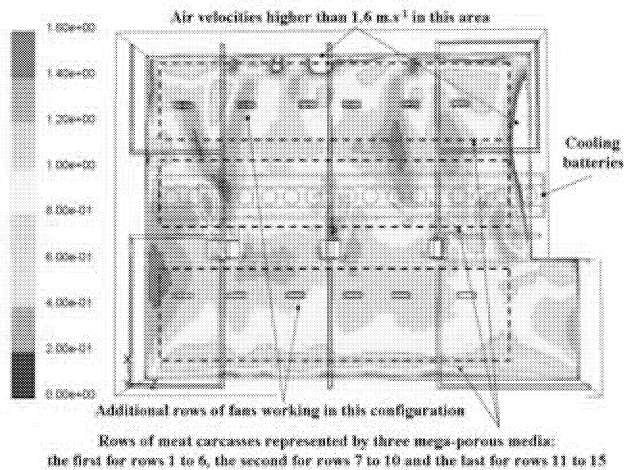 Air velocities higher than 1.6 m.s-1 in this area
1.60e+00
1.40e+00
1.20e+00
1.00e+00
8.00e-01
6.00e-01
4.00e-01
2.00e-01
0.00e+00
Cooling
batteries
X
Additional rows of fans working in this configuration
Rows of meat carcasses represented by three mega-porous media:
the first for rows 1 to 6, the second for rows 7 to 10 and the last for rows 11 to 15